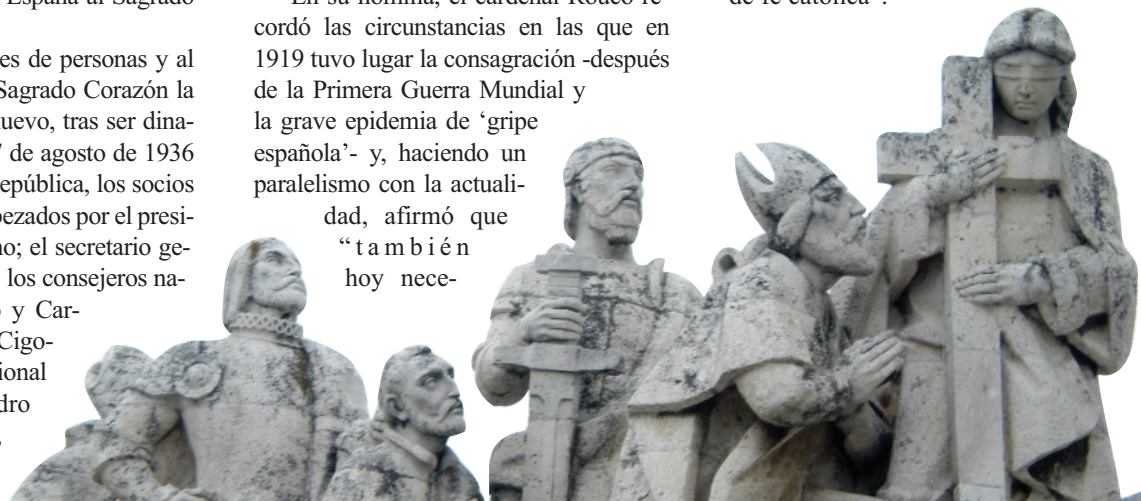 España al Sagrado
es de personas y al
Sagrado Corazón la
uevo, tras ser dina-
de agosto de 1936
epública, los socios
ezados por el presi-
o; el secretario ge-
los consejeros na-
y Car-
Cigo-
ional
dro
En su homilía, el cardenal Rouco re-
cordó las circunstancias en las que en
1919 tuvo lugar la consagración -después
de la Primera Guerra Mundial y
la grave epidemia de ‘gripe
española’- y, haciendo un
paralelismo con la actuali-
dad, afirmó que
“también
hoy nece-
de fe católica”.